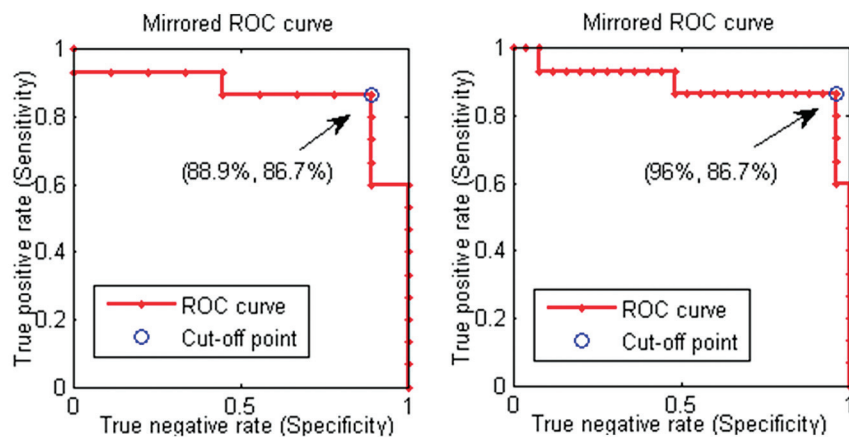 Mirrored ROC curve
1
0.8
0.6
0.4
0.2
0
True positive rate (Sensitivity)
(88.9%, 86.7%)
ROC curve
Cut-off point
0
0.5
1
True negative rate (Specificity)
Mirrored ROC curve
1
0.8
0.6
0.4
0.2
0
True positive rate (Sensitivity)
(96%, 86.7%)
ROC curve
Cut-off point
0
0.5
1
True negative rate (Specificity)